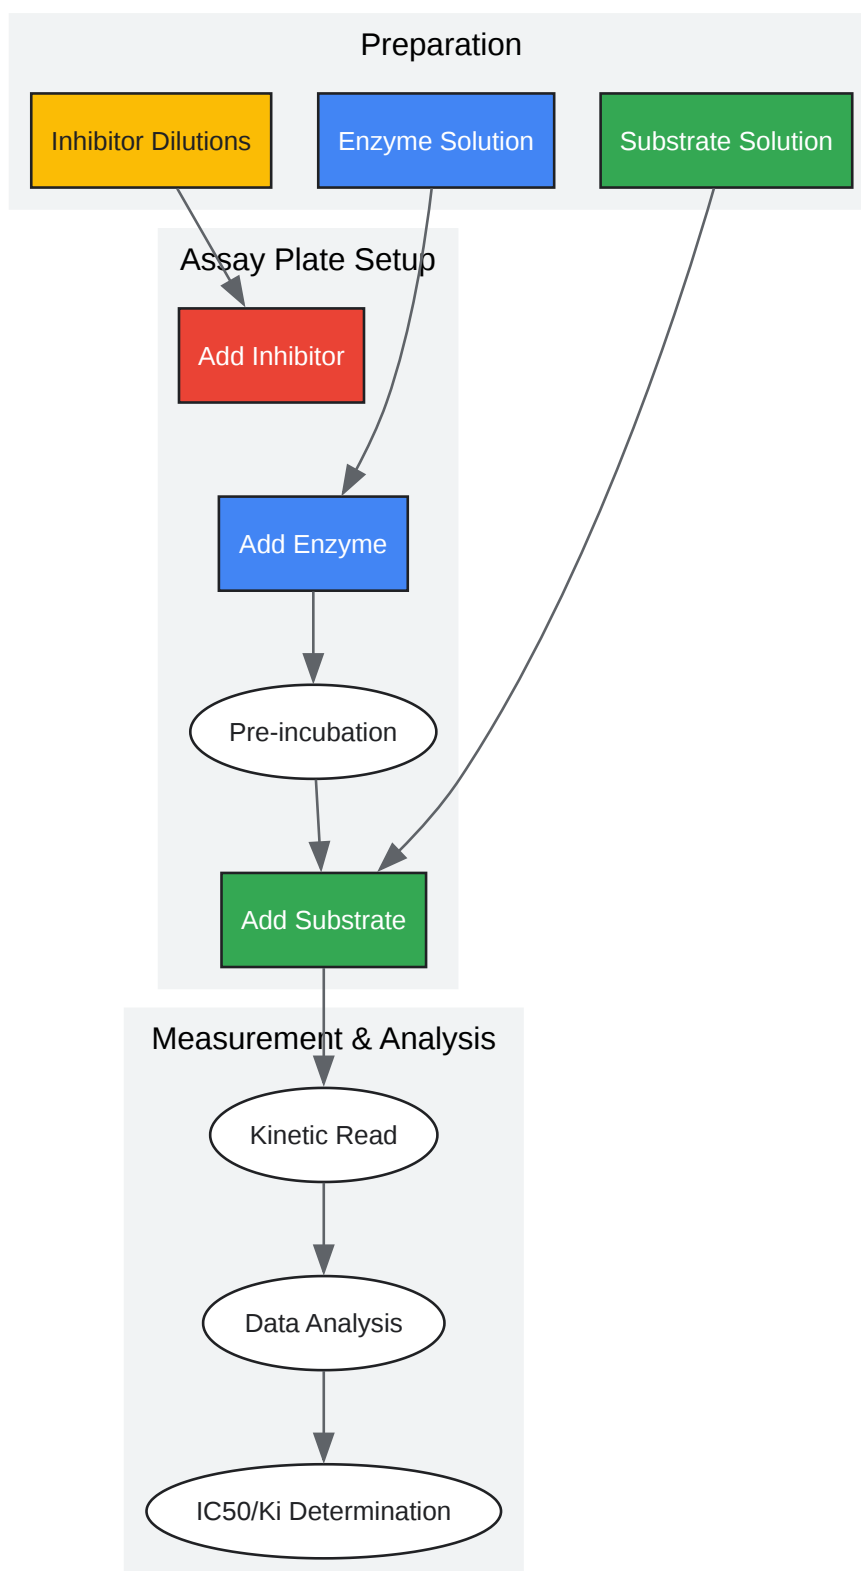 Preparation
Inhibitor Dilutions
Enzyme Solution
Substrate Solution
Assay Plate Setup
Add Inhibitor
Add Enzyme
Pre-incubation
Add Substrate
Measurement & Analysis
Kinetic Read
Data Analysis
IC50/Ki Determination